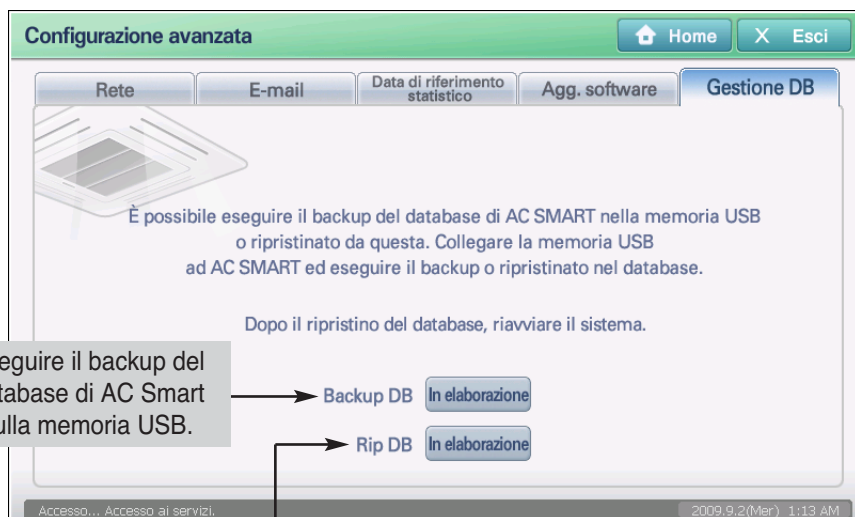 Configurazione avanzata
Home
X Esci
Rete
E-mail
Data di riferimento
statistico
Agg. software
Gestione DB
È possibile eseguire il backup del database di AC SMART nella memoria USB
o ripristinato da questa. Collegare la memoria USB
ad AC SMART ed eseguire il backup o ripristinato nel database.
Dopo il ripristino del database, riavviare il sistema.
eguire il backup del
tabase di AC Smart
ulla memoria USB.
Backup DB In elaborazione
Rip DB In elaborazione
Accesso... Accesso ai servizi.
2009.9.2(Mer) 1:13 AM